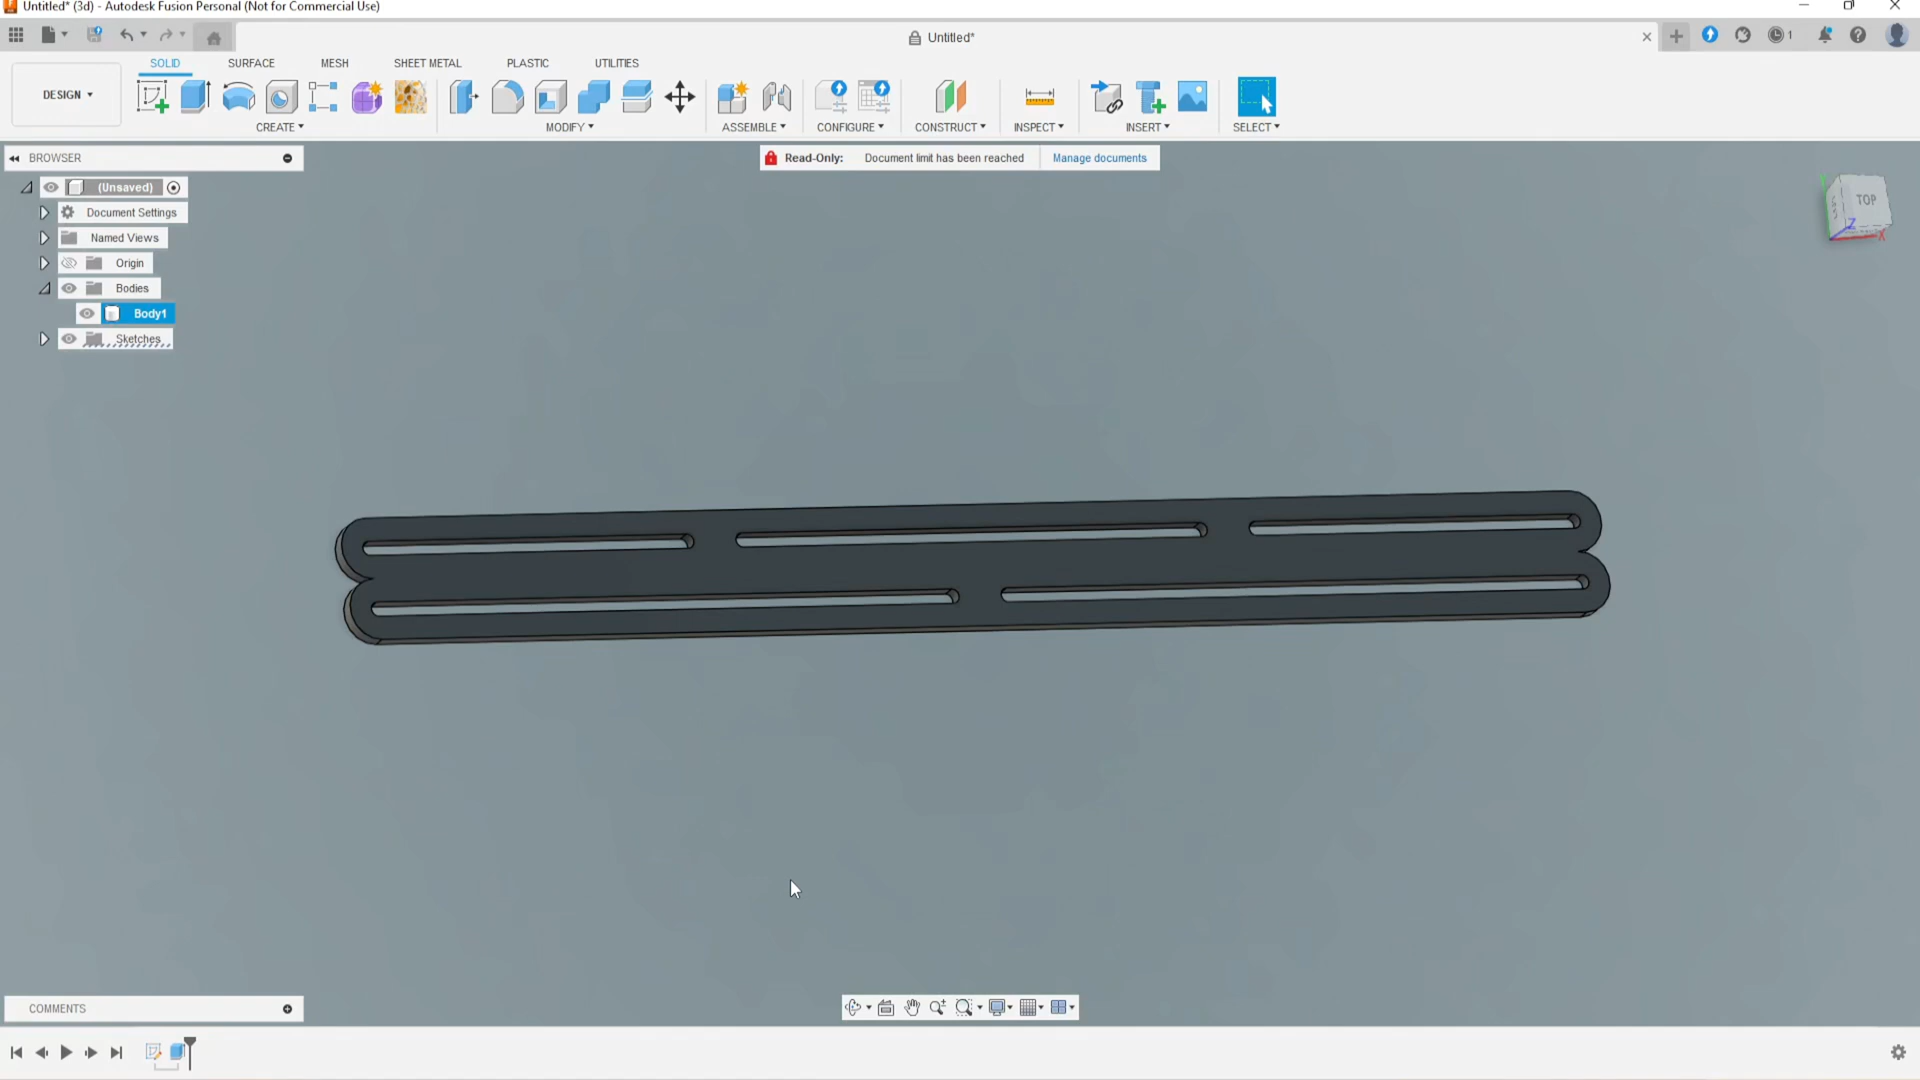 Untitled* (3d) - Autodesk Fusion Personal (Not for Commercial Use)
Untitled*
1
DESIGN
SOLID
SURFACE
MESH
SHEET METAL
PLASTIC
UTILITIES
CREATE
MODIFY
ASSEMBLE
CONFIGURE
CONSTRUCT
INSPECT
INSERT
SELECT
BROWSER
Read-Only: Document limit has been reached Manage documents
(Unsaved)
Document Settings
Named Views
Origin
Bodies
Body1
Sketches
TOP
Z
X
COMMENTS